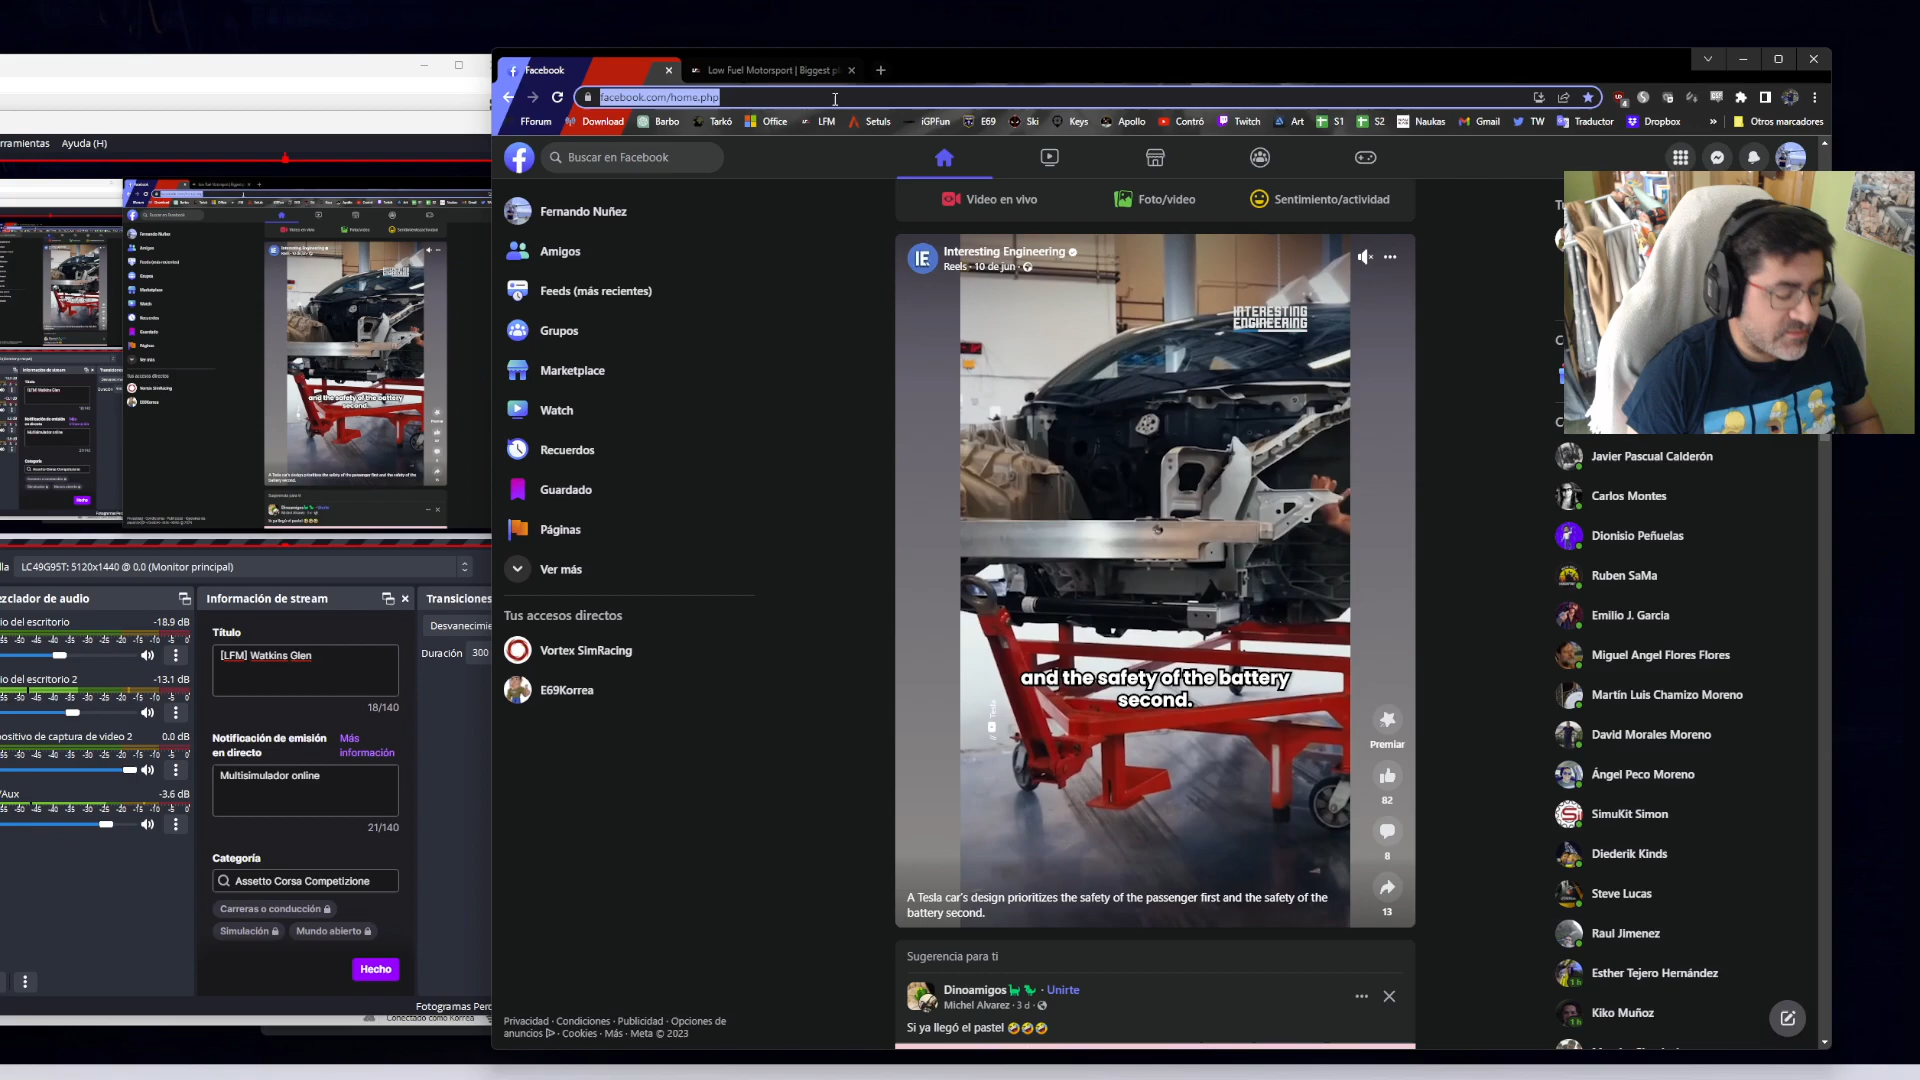 Facebook
Low Fuel Motorsport | Biggest p
facebook.com/home.php
FForum
Download
Barbo
Tarkó
Office
LFM
Setuls
iGPFun
E69
Ski
Keys
Apollo
Contró
Twitch
Art
S1
S2
Naukas
Gmail
TW
Traductor
Dropbox
»
Otros marcadores
rramientas
Ayuda (H)
Buscar en Facebook
Fernando Nuñez
Amigos
Feeds (más recientes)
Grupos
Marketplace
Watch
Recuerdos
Guardado
Páginas
Ver más
Tus accesos directos
Vortex SimRacing
E69Korrea
Privacidad · Condiciones · Publicidad · Opciones de
anuncios · Cookies · Más · Meta © 2023
Video en vivo
Foto/video
Sentimiento/actividad
IE
Interesting Engineering
Reels · 10 de jun ·
INTERESTING
ENGINEERING
and the safety of the battery
second.
// Tesla
Premiar
82
8
13
A Tesla car's design prioritizes the safety of the passenger first and the safety of the
battery second.
Sugerencia para ti
Dinoamigos · Unirte
Michel Alvarez · 3 d ·
Si ya llegó el pastel
Javier Pascual Calderón
Carlos Montes
Dionisio Peñuelas
Ruben SaMa
Emilio J. Garcia
Miguel Angel Flores Flores
Martín Luis Chamizo Moreno
David Morales Moreno
Ángel Peco Moreno
SimuKit Simon
Diederik Kinds
Steve Lucas
Raul Jimenez
Esther Tejero Hernández
1 h
Kiko Muñoz
1 h
lla
LC49G95T: 5120x1440 @ 0,0 (Monitor principal)
ezclador de audio
io del escritorio
-18.9 dB
io del escritorio 2
-13.1 dB
positivo de captura de video 2
0.0 dB
/Aux
-3.6 dB
Información de stream
Título
[LFM] Watkins Glen
18/140
Notificación de emisión
en directo
Más
información
Multisimulador online
21/140
Categoría
Assetto Corsa Competizione
Carreras o conducción
Simulación
Mundo abierto
Hecho
Transiciones
Desvanecimie
Duración
300
Fotogramas Perd
Conectado como Korrea